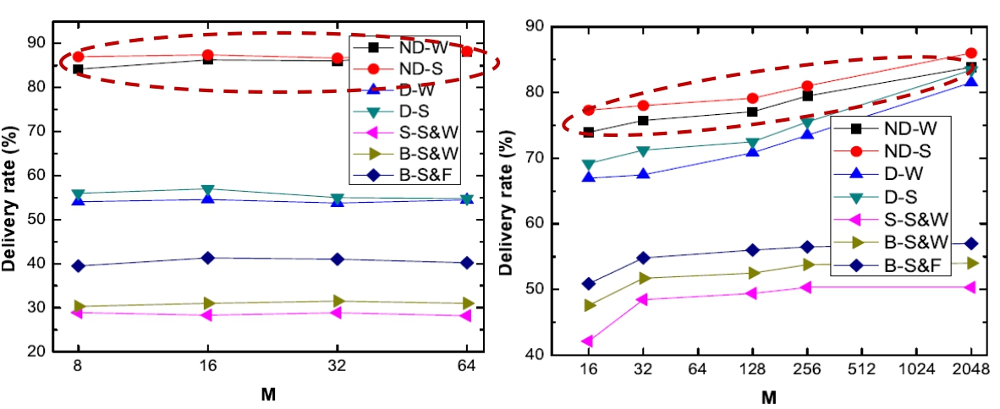 90
80
70
60
50
40
30
20
Delivery rate (%)
8
16
32
64
M
ND-W
ND-S
D-W
D-S
S-S&W
B-S&W
B-S&F
90
80
70
60
50
40
Delivery rate (%)
16
32
64
128
256
512
1024
2048
M
ND-W
ND-S
D-W
D-S
S-S&W
B-S&W
B-S&F